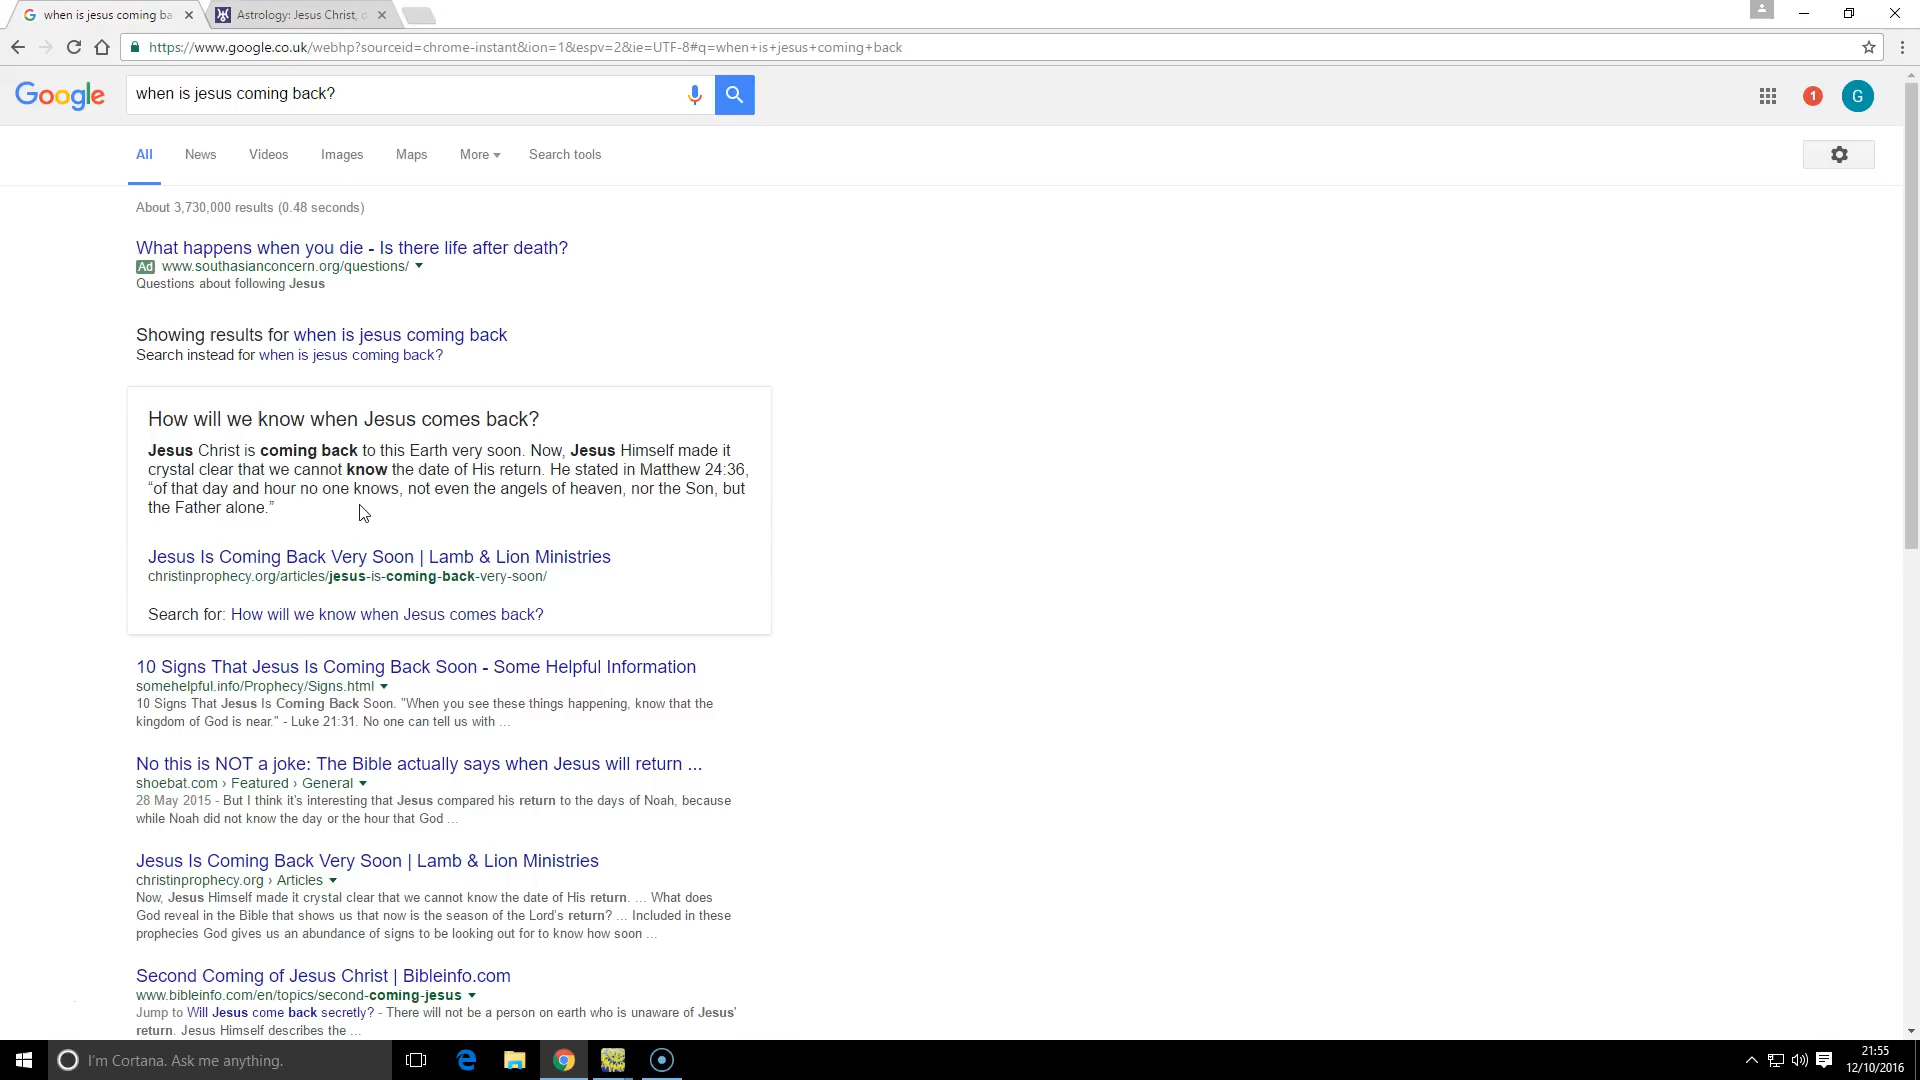 when is jesus coming ba
Astrology: Jesus Christ, o
https://www.google.co.uk/webhp?sourceid=chrome-instant&ion=1&espv=2&ie=UTF-8#q=when+is+jesus+coming+back
Google
when is jesus coming back?
1
G
All
News
Videos
Images
Maps
More
Search tools
About 3,730,000 results (0.48 seconds)
What happens when you die - Is there life after death?
Ad www.southasianconcern.org/questions/
Questions about following Jesus
Showing results for when is jesus coming back
Search instead for when is jesus coming back?
How will we know when Jesus comes back?
Jesus Christ is coming back to this Earth very soon. Now, Jesus Himself made it
crystal clear that we cannot know the date of His return. He stated in Matthew 24:36,
“of that day and hour no one knows, not even the angels of heaven, nor the Son, but
the Father alone.”
Jesus Is Coming Back Very Soon | Lamb & Lion Ministries
christinprophecy.org/articles/jesus-is-coming-back-very-soon/
Search for: How will we know when Jesus comes back?
10 Signs That Jesus Is Coming Back Soon - Some Helpful Information
somehelpful.info/Prophecy/Signs.html
10 Signs That Jesus Is Coming Back Soon. "When you see these things happening, know that the
kingdom of God is near." - Luke 21:31. No one can tell us with ...
No this is NOT a joke: The Bible actually says when Jesus will return ...
shoebat.com › Featured › General
28 May 2015 - But I think it's interesting that Jesus compared his return to the days of Noah, because
while Noah did not know the day or the hour that God ...
Jesus Is Coming Back Very Soon | Lamb & Lion Ministries
christinprophecy.org › Articles
Now, Jesus Himself made it crystal clear that we cannot know the date of His return. ... What does
God reveal in the Bible that shows us that now is the season of the Lord's return? ... Included in these
prophecies God gives us an abundance of signs to be looking out for to know how soon ...
Second Coming of Jesus Christ | Bibleinfo.com
www.bibleinfo.com/en/topics/second-coming-jesus
Jump to Will Jesus come back secretly? - There will not be a person on earth who is unaware of Jesus'
return. Jesus Himself describes the ...
I'm Cortana. Ask me anything.
21:55
12/10/2016